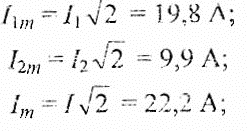 I₁ₘ = I₁√2 = 19,8 А;
I₂ₘ = I₂√2 = 9,9 А;
Iₘ = I√2 = 22,2 А;